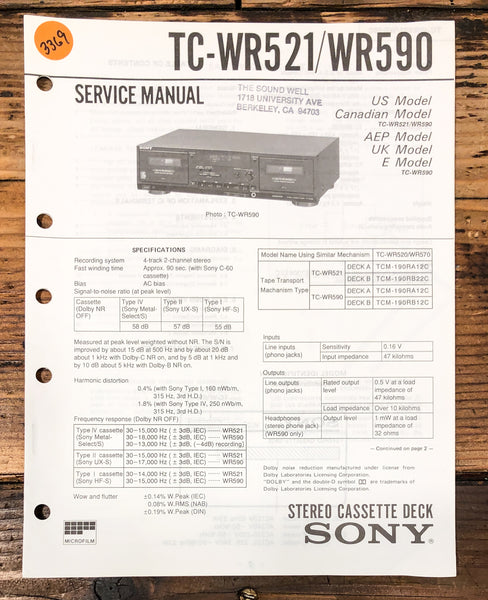 3369
TC-WR521/WR590
SERVICE MANUAL
THE SOUND WELL
1718 UNIVERSITY AVE
BERKELEY, CA 94703
US Model
Canadian Model
TC-WR521/WR590
AEP Model
UK Model
E Model
TC-WR590
Photo : TC-WR590
SPECIFICATIONS
Recording system 4-track 2-channel stereo
Fast winding time Approx. 90 sec. (with Sony C-60 cassette)
Bias AC bias
Signal-to-noise ratio (at peak level)
Cassette (Dolby NR OFF) Type IV (Sony Metal-Select/S) Type II (Sony UX-S) Type I (Sony HF-S)
58 dB 57 dB 55 dB
Measured at peak level weighted without NR. The S/N is
improved by about 15 dB at 500 Hz and by about 20 dB
about 1 kHz with Dolby-C NR on, and by 5 dB at 1 kHz and
by 10 dB about 5 kHz with Dolby-B NR on.
Harmonic distortion
0.4% (with Sony Type I, 160 nWb/m,
315 Hz, 3rd H.D.)
1.8% (with Sony Type IV, 250 nWb/m,
315 Hz, 3rd H.D.)
Frequency response (Dolby NR OFF)
Type IV cassette (Sony Metal-Select/S)
30–15,000 Hz (±3dB, IEC) WR521
30–18,000 Hz (±3dB, IEC) WR590
30–13,000 Hz (±3dB, –4dB recording)
Type II cassette (Sony UX-S)
30–15,000 Hz (±3dB, IEC) WR521
30–17,000 Hz (±3dB, IEC) WR590
Type I cassette (Sony HF-S)
30–14,000 Hz (±3dB, IEC) WR521
30–15,000 Hz (±3dB, IEC) WR590
Wow and flutter ±0.14% W.Peak (IEC)
0.08% W.RMS (NAB)
±0.19% W.Peak (DIN)
MICROFILM
Model Name Using Similar Mechanism TC-WR520/WR570
Tape Transport Mechanism Type
TC-WR521 DECK A TCM-190RA12C
DECK B TCM-190RB22C
TC-WR590 DECK A TCM-190RA12C
DECK B TCM-190RB12C
Inputs
Line inputs (phono jacks) Sensitivity 0.16 V
Input impedance 47 kilohms
Outputs
Line outputs (phono jacks) Rated output level 0.5 V at a load impedance of 47 kilohms
Load impedance Over 10 kilohms
Headphones (stereo phone jack) (WR590 only) Output level 1 mW at a load impedance of 32 ohms
— Continued on page 2 —
Dolby noise reduction manufactured under license from
Dolby Laboratories Licensing Corporation.
"DOLBY" and the double-D symbol are trademarks of
Dolby Laboratories Licensing Corporation.
STEREO CASSETTE DECK
SONY